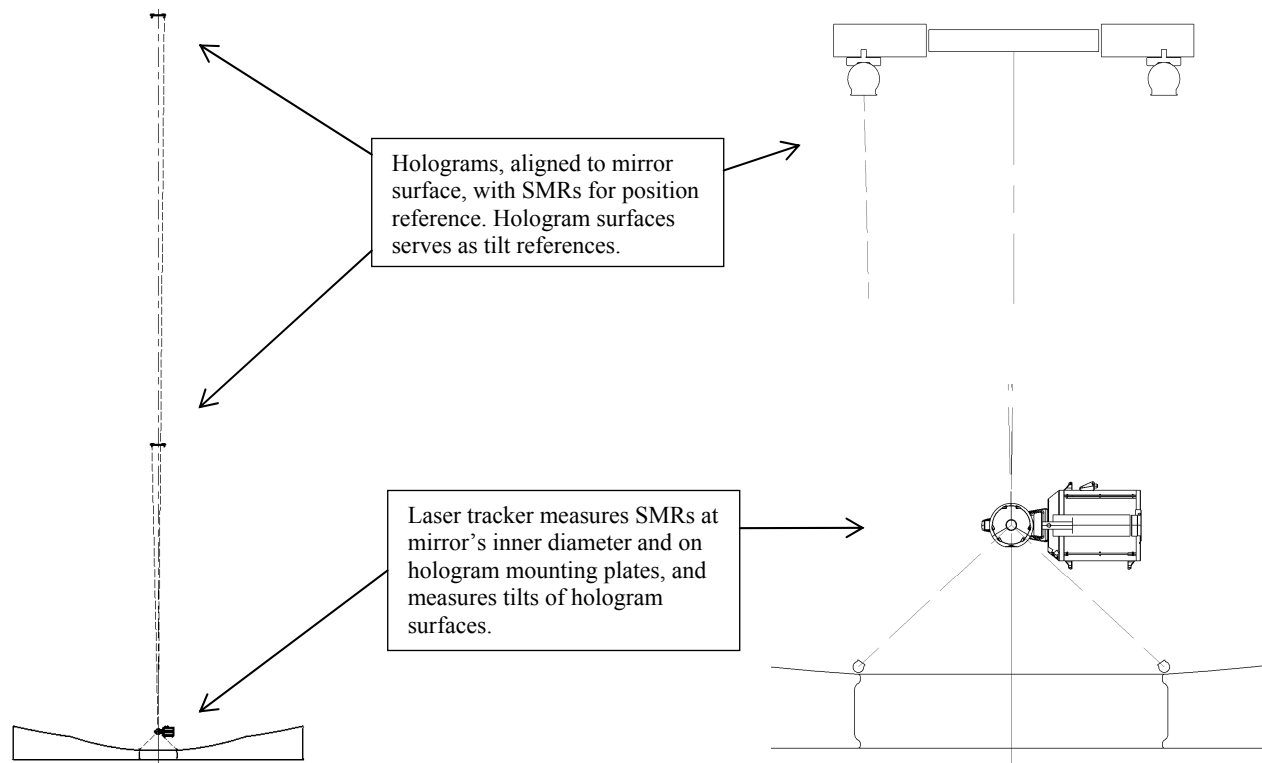 Holograms, aligned to mirror
surface, with SMRs for position
reference. Hologram surfaces
serves as tilt references.
Laser tracker measures SMRs at
mirror’s inner diameter and on
hologram mounting plates, and
measures tilts of hologram
surfaces.